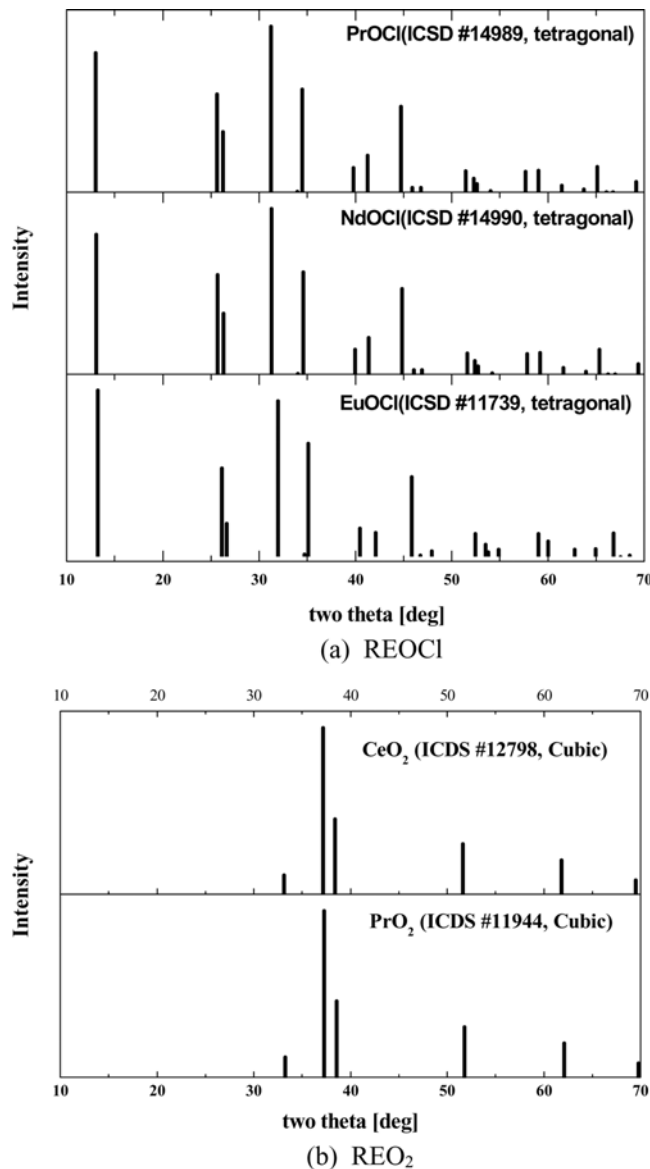 PrOCl(ICSD #14989, tetragonal)
NdOCl(ICSD #14990, tetragonal)
EuOCl(ICSD #11739, tetragonal)
Intensity
10 20 30 40 50 60 70
two theta [deg]
(a) REOCl
10 20 30 40 50 60 70
CeO₂ (ICDS #12798, Cubic)
PrO₂ (ICDS #11944, Cubic)
Intensity
10 20 30 40 50 60 70
two theta [deg]
(b) REO₂